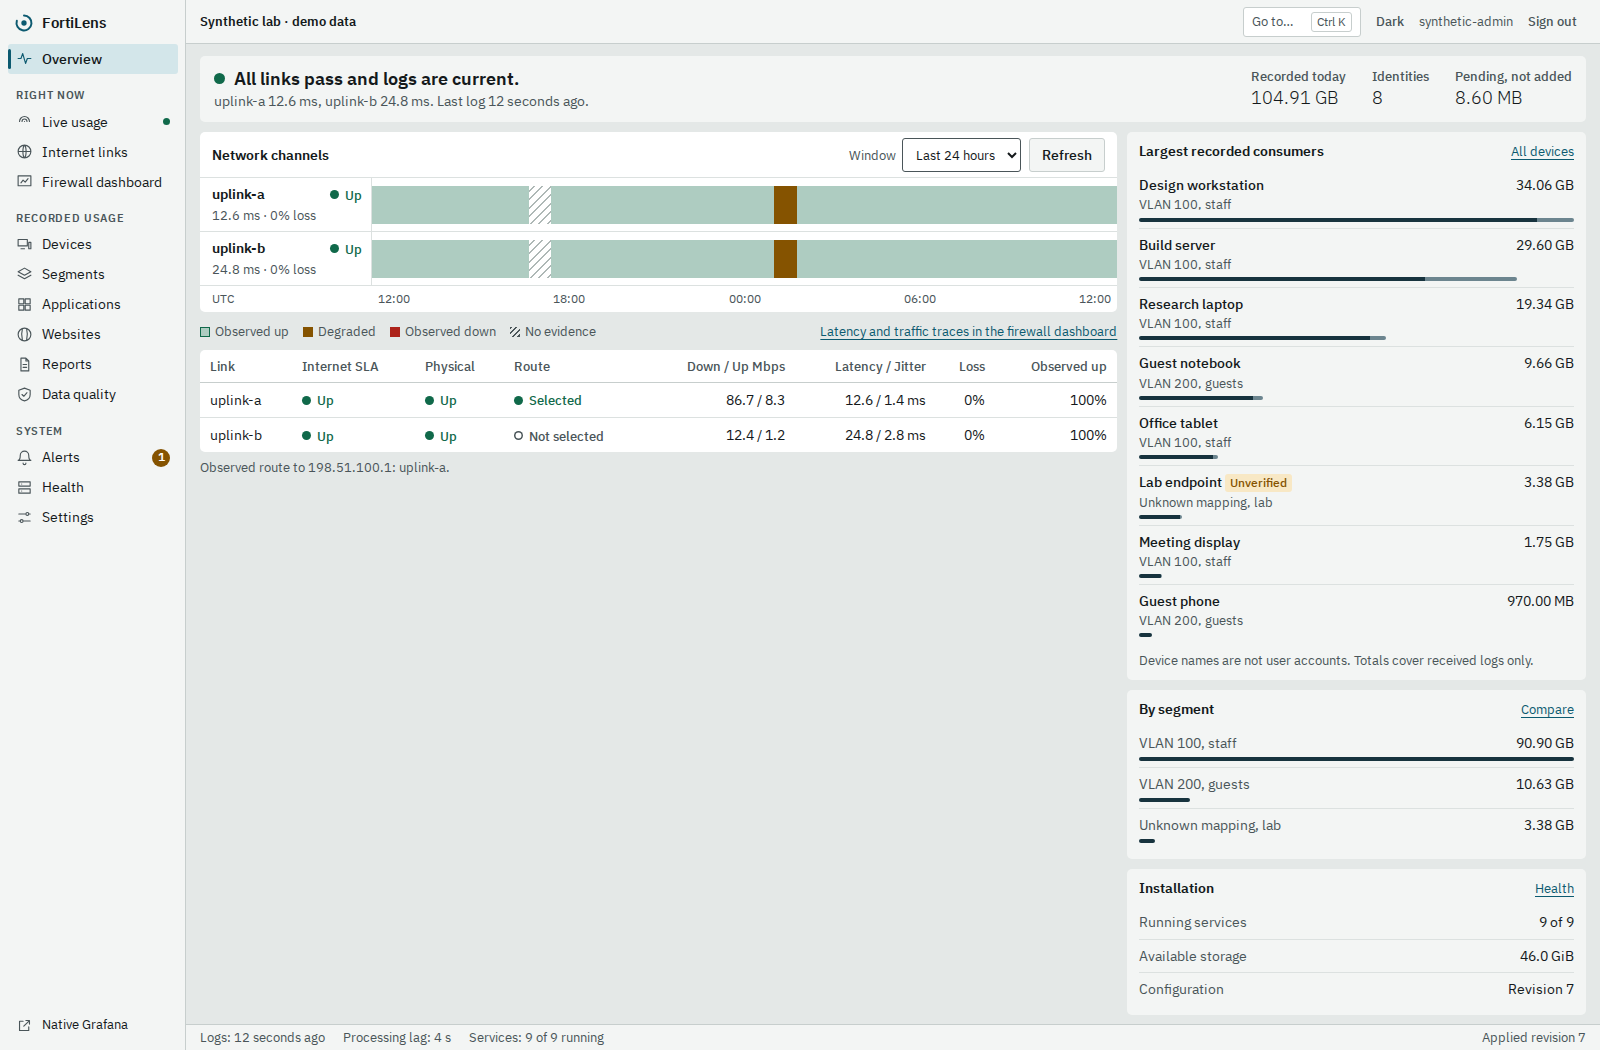 FortiLens
Overview
RIGHT NOW
Live usage
Internet links
Firewall dashboard
RECORDED USAGE
Devices
Segments
Applications
Websites
Reports
Data quality
SYSTEM
Alerts 1
Health
Settings
Native Grafana
Synthetic lab · demo data
Go to... Ctrl K Dark synthetic-admin Sign out
All links pass and logs are current.
uplink-a 12.6 ms, uplink-b 24.8 ms. Last log 12 seconds ago.
Recorded today Identities Pending, not added
104.91 GB 8 8.60 MB
Network channels Window Last 24 hours Refresh
uplink-a Up
12.6 ms · 0% loss
uplink-b Up
24.8 ms · 0% loss
UTC 12:00 18:00 00:00 06:00 12:00
Observed up Degraded Observed down No evidence Latency and traffic traces in the firewall dashboard
Link Internet SLA Physical Route Down / Up Mbps Latency / Jitter Loss Observed up
uplink-a Up Up Selected 86.7 / 8.3 12.6 / 1.4 ms 0% 100%
uplink-b Up Up Not selected 12.4 / 1.2 24.8 / 2.8 ms 0% 100%
Observed route to 198.51.100.1: uplink-a.
Largest recorded consumers All devices
Design workstation 34.06 GB
VLAN 100, staff
Build server 29.60 GB
VLAN 100, staff
Research laptop 19.34 GB
VLAN 100, staff
Guest notebook 9.66 GB
VLAN 200, guests
Office tablet 6.15 GB
VLAN 100, staff
Lab endpoint Unverified 3.38 GB
Unknown mapping, lab
Meeting display 1.75 GB
VLAN 100, staff
Guest phone 970.00 MB
VLAN 200, guests
Device names are not user accounts. Totals cover received logs only.
By segment Compare
VLAN 100, staff 90.90 GB
VLAN 200, guests 10.63 GB
Unknown mapping, lab 3.38 GB
Installation Health
Running services 9 of 9
Available storage 46.0 GiB
Configuration Revision 7
Logs: 12 seconds ago Processing lag: 4 s Services: 9 of 9 running Applied revision 7